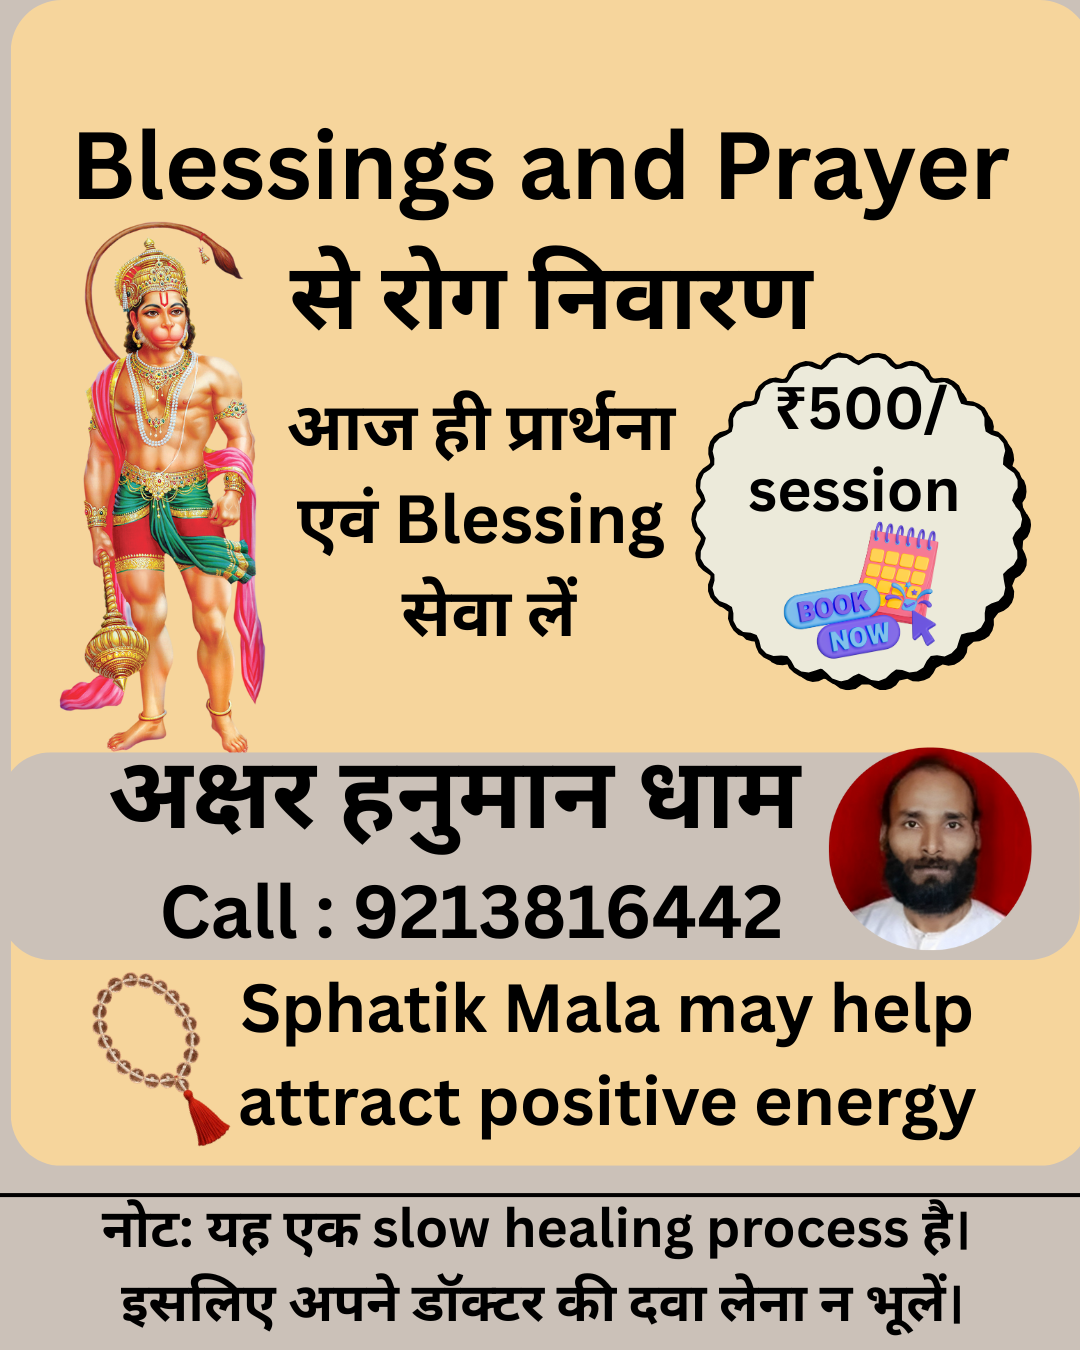 Blessings and Prayer
से रोग निवारण
आज ही प्रार्थना
एवं Blessing
सेवा लें
₹500/
session
BOOK
NOW
अक्षर हनुमान धाम
Call : 9213816442
Sphatik Mala may help
attract positive energy
नोट: यह एक slow healing process है।
इसलिए अपने डॉक्टर की दवा लेना न भूलें।